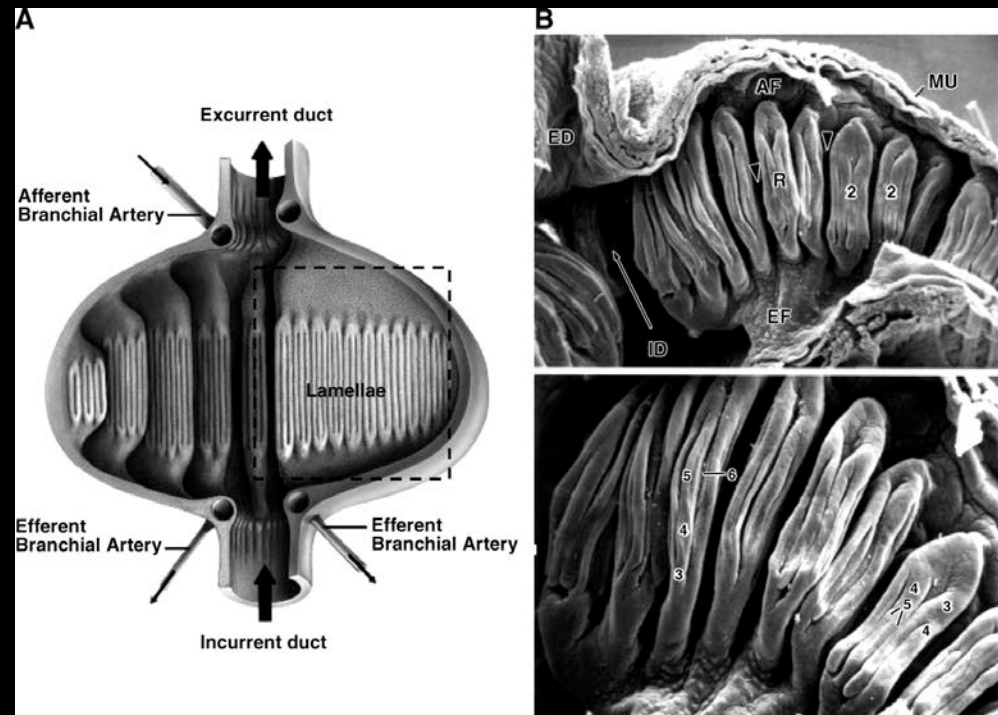 A
Excurrent duct
Afferent
Branchial Artery
Lamellae
Efferent
Branchial Artery
Efferent
Branchial Artery
Incurrent duct
B
MU
AF
ED
R
2
2
EF
ID
5
6
4
3
4
5
3
4